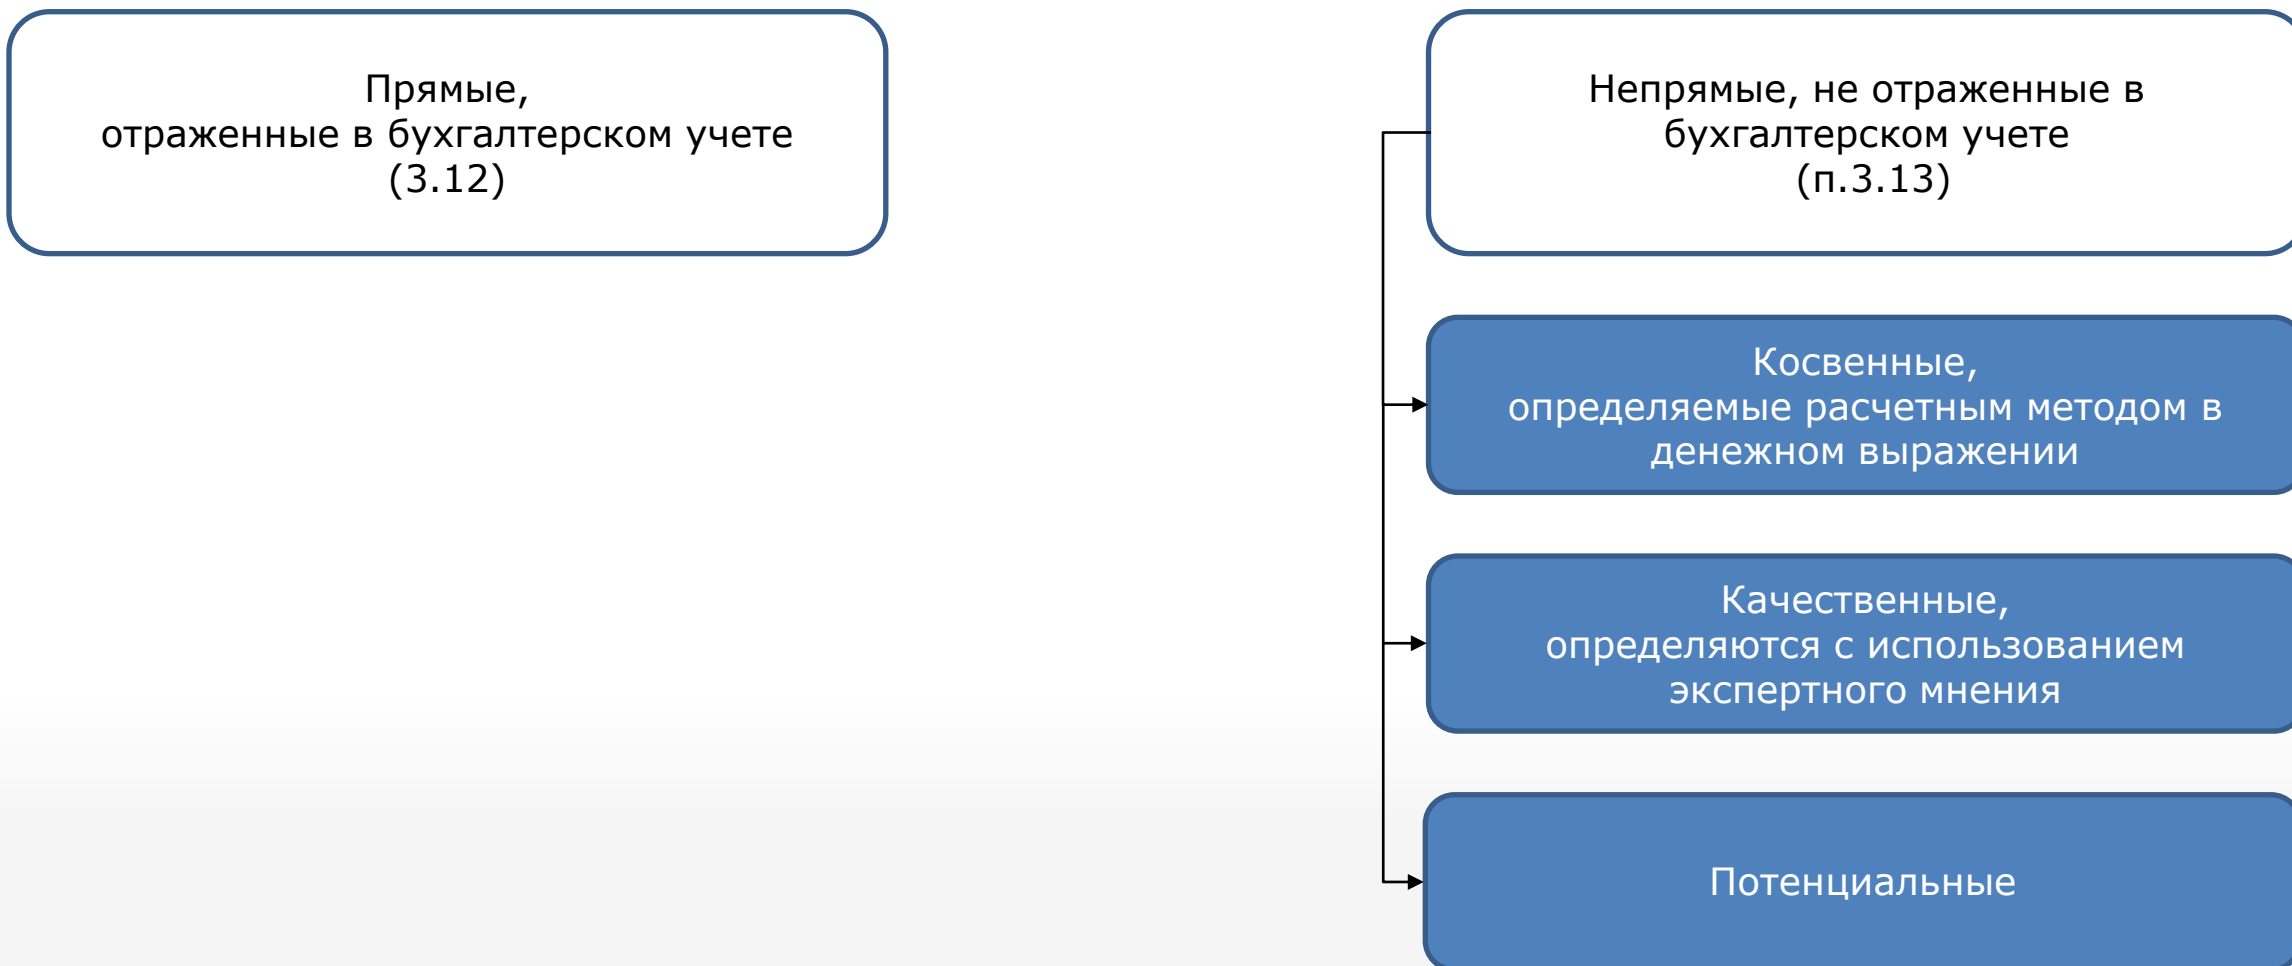 Прямые,
отраженные в бухгалтерском учете
(3.12)
Непрямые, не отраженные в
бухгалтерском учете
(п.3.13)
Косвенные,
определяемые расчетным методом в
денежном выражении
Качественные,
определяются с использованием
экспертного мнения
Потенциальные